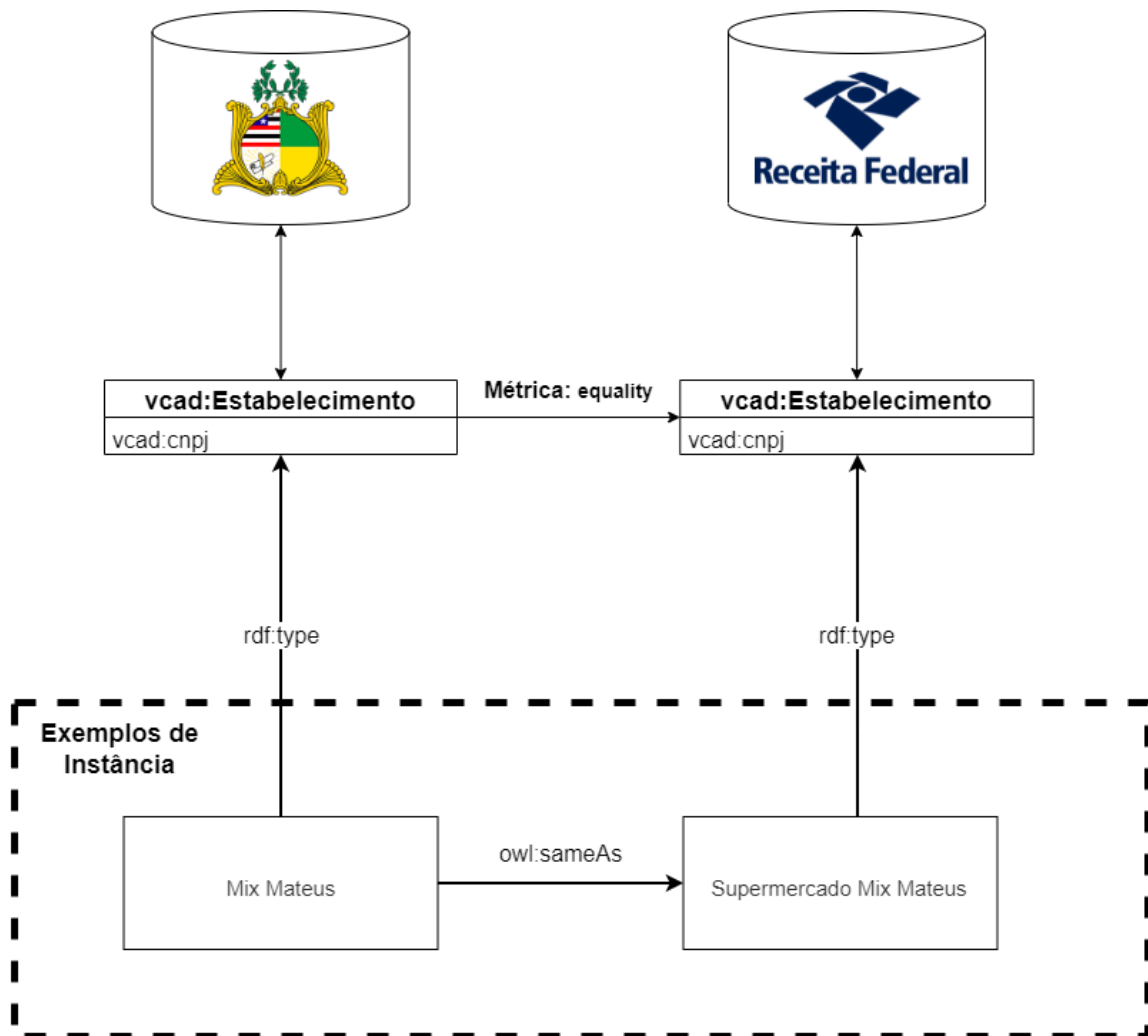 Receita Federal
vcad:Estabelecimento
vcad:cnpj
Métrica: equality
vcad:Estabelecimento
vcad:cnpj
rdf:type
rdf:type
Exemplos de
Instância
Mix Mateus
owl:sameAs
Supermercado Mix Mateus